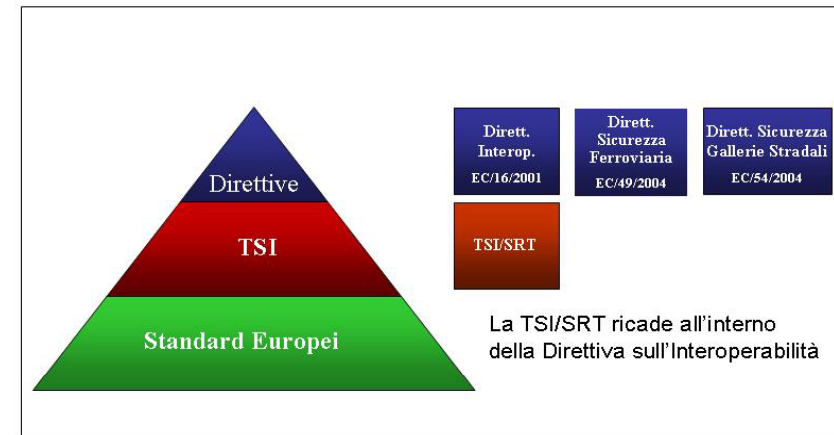 Direttive
TSI
Standard Europei
Dirett.
Interop.
EC/16/2001
Dirett.
Sicurezza
Ferroviaria
EC/49/2004
Dirett. Sicurezza
Gallerie Stradali
EC/54/2004
TSI/SRT
La TSI/SRT ricade all'interno
della Direttiva sull'Interoperabilità